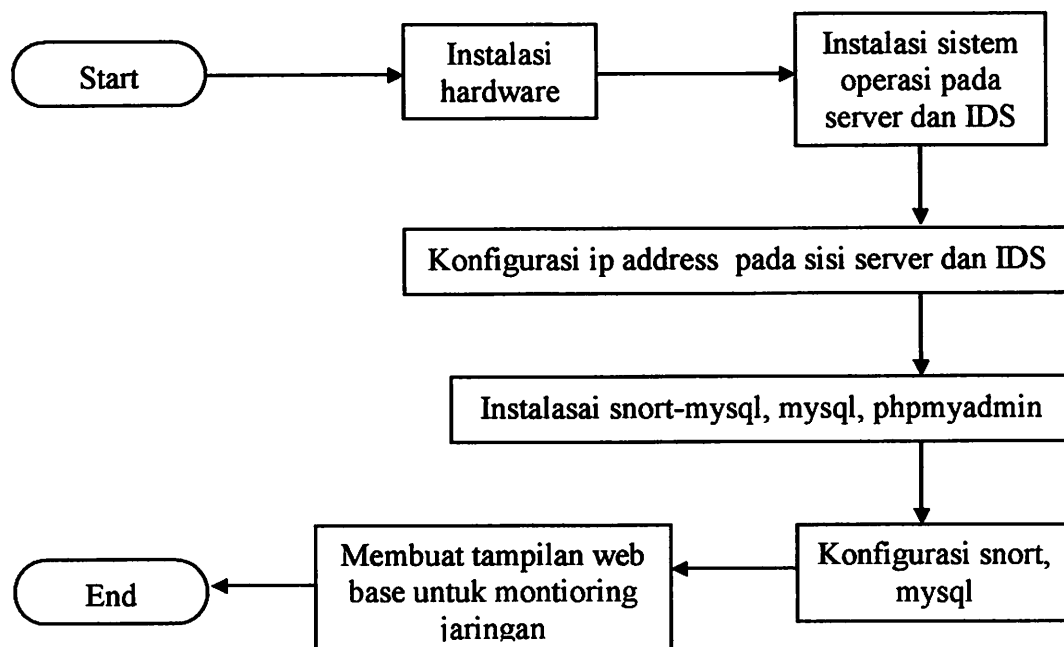 Start
Instalasi
hardware
Instalasi sistem
operasi pada
server dan IDS
Konfigurasi ip address pada sisi server dan IDS
Instalasai snort-mysql, mysql, phpmyadmin
Konfigurasi snort,
mysql
Membuat tampilan web
base untuk montioring
jaringan
End